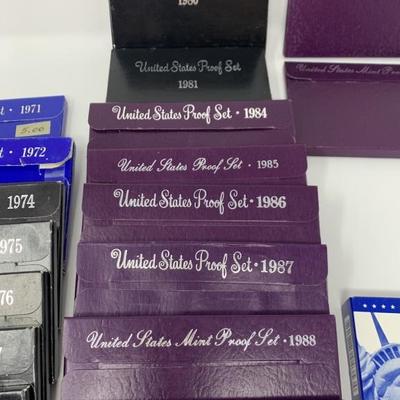 1980
United States Proof Set
1981
United States Proof Set · 1984
United States Proof Set · 1985
United States Proof Set · 1986
United States Proof Set · 1987
United States Mint Proof Set · 1988
1971
5.00
1972
1974
1975
76
United States Mint Proof